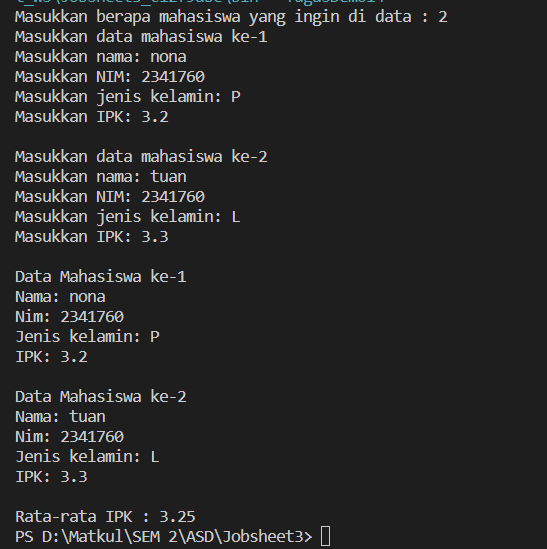 Masukkan berapa mahasiswa yang ingin di data : 2
Masukkan data mahasiswa ke-1
Masukkan nama: nona
Masukkan NIM: 2341760
Masukkan jenis kelamin: P
Masukkan IPK: 3.2
Masukkan data mahasiswa ke-2
Masukkan nama: tuan
Masukkan NIM: 2341760
Masukkan jenis kelamin: L
Masukkan IPK: 3.3
Data Mahasiswa ke-1
Nama: nona
Nim: 2341760
Jenis kelamin: P
IPK: 3.2
Data Mahasiswa ke-2
Nama: tuan
Nim: 2341760
Jenis kelamin: L
IPK: 3.3
Rata-rata IPK : 3.25
PS D:\Matkul\SEM 2\ASD\Jobsheet3>